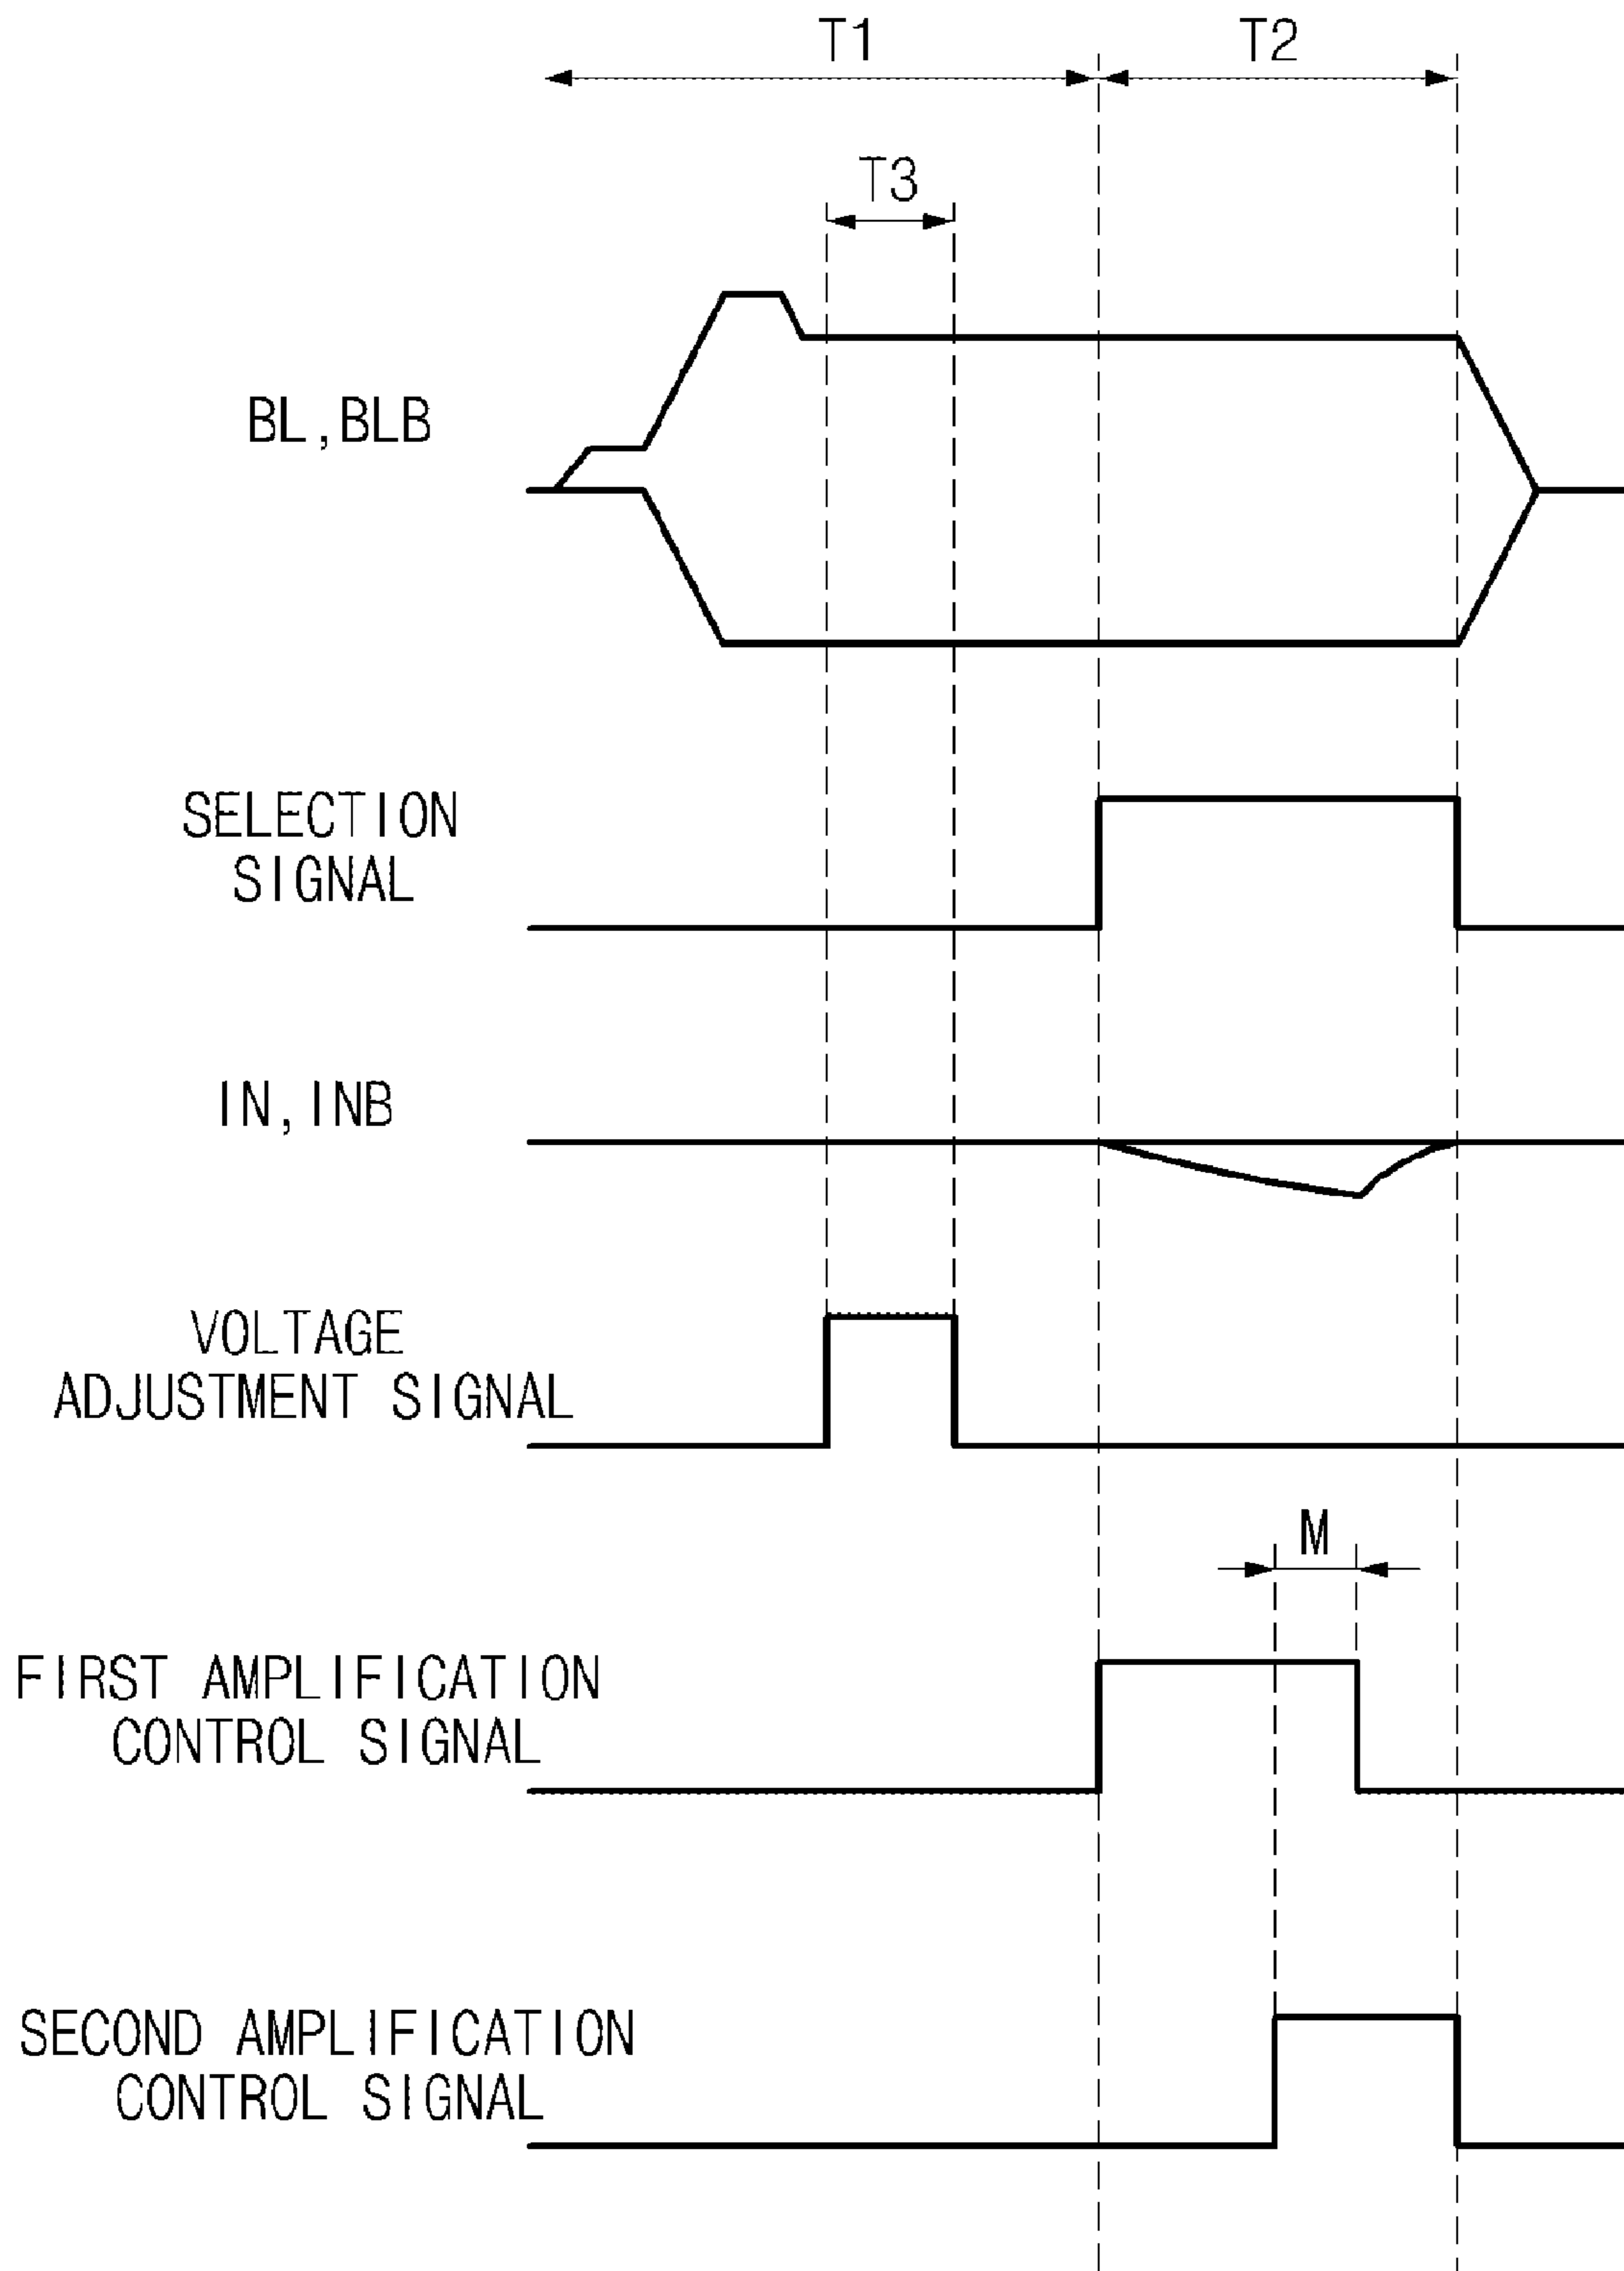 T1
T2
T3
BL,BLB
SELECTION
SIGNAL
IN,INB
VOLTAGE
ADJUSTMENT SIGNAL
M
FIRST AMPLIFICATION
CONTROL SIGNAL
SECOND AMPLIFICATION
CONTROL SIGNAL